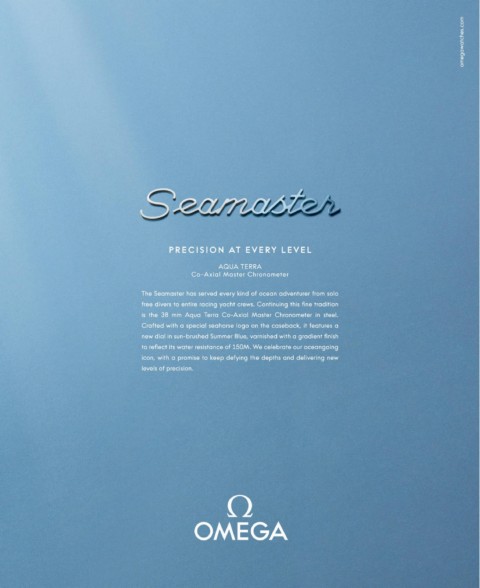 omegawatches.com
Seamaster
PRECISION AT EVERY LEVEL
AQUA TERRA
Co-Axial Master Chronometer
The Seamaster has served every kind of ocean adventurer from solo
free divers to entire racing yacht crews. Continuing this fine tradition
is the 38 mm Aqua Terra Co-Axial Master Chronometer in steel.
Crafted with a special seahorse logo on the caseback, it features a
new dial in sun-brushed Summer Blue, varnished with a gradient finish
to reflect its water resistance of 150M. We celebrate our oceangoing
icon, with a promise to keep defying the depths and delivering new
levels of precision.
Ω
OMEGA